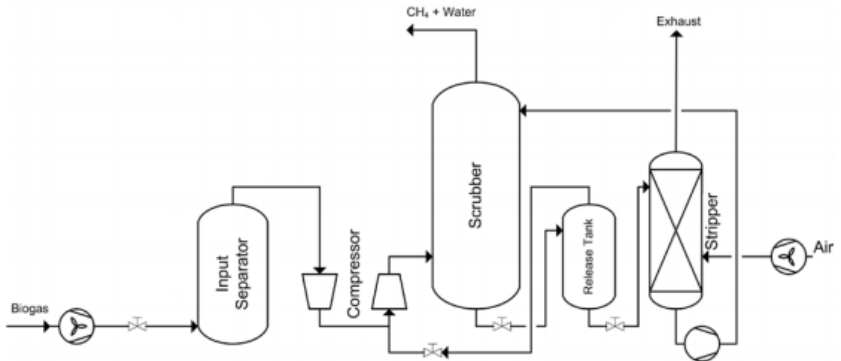 CH₄ + Water
Exhaust
Scrubber
Stripper
Release Tank
Compressor
Input
Separator
Air
Biogas